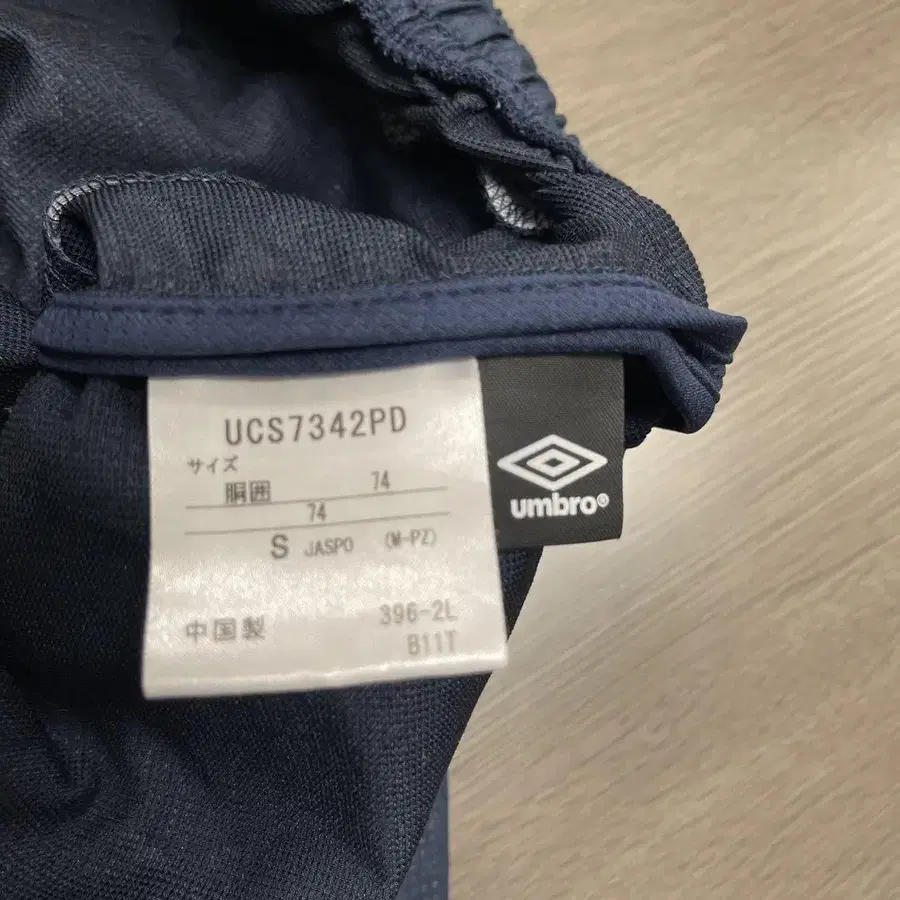 UCS7342PD
サイズ
胴囲 74
74
S JASPO (M-PZ)
中国製 396-2L
B11T
umbro®